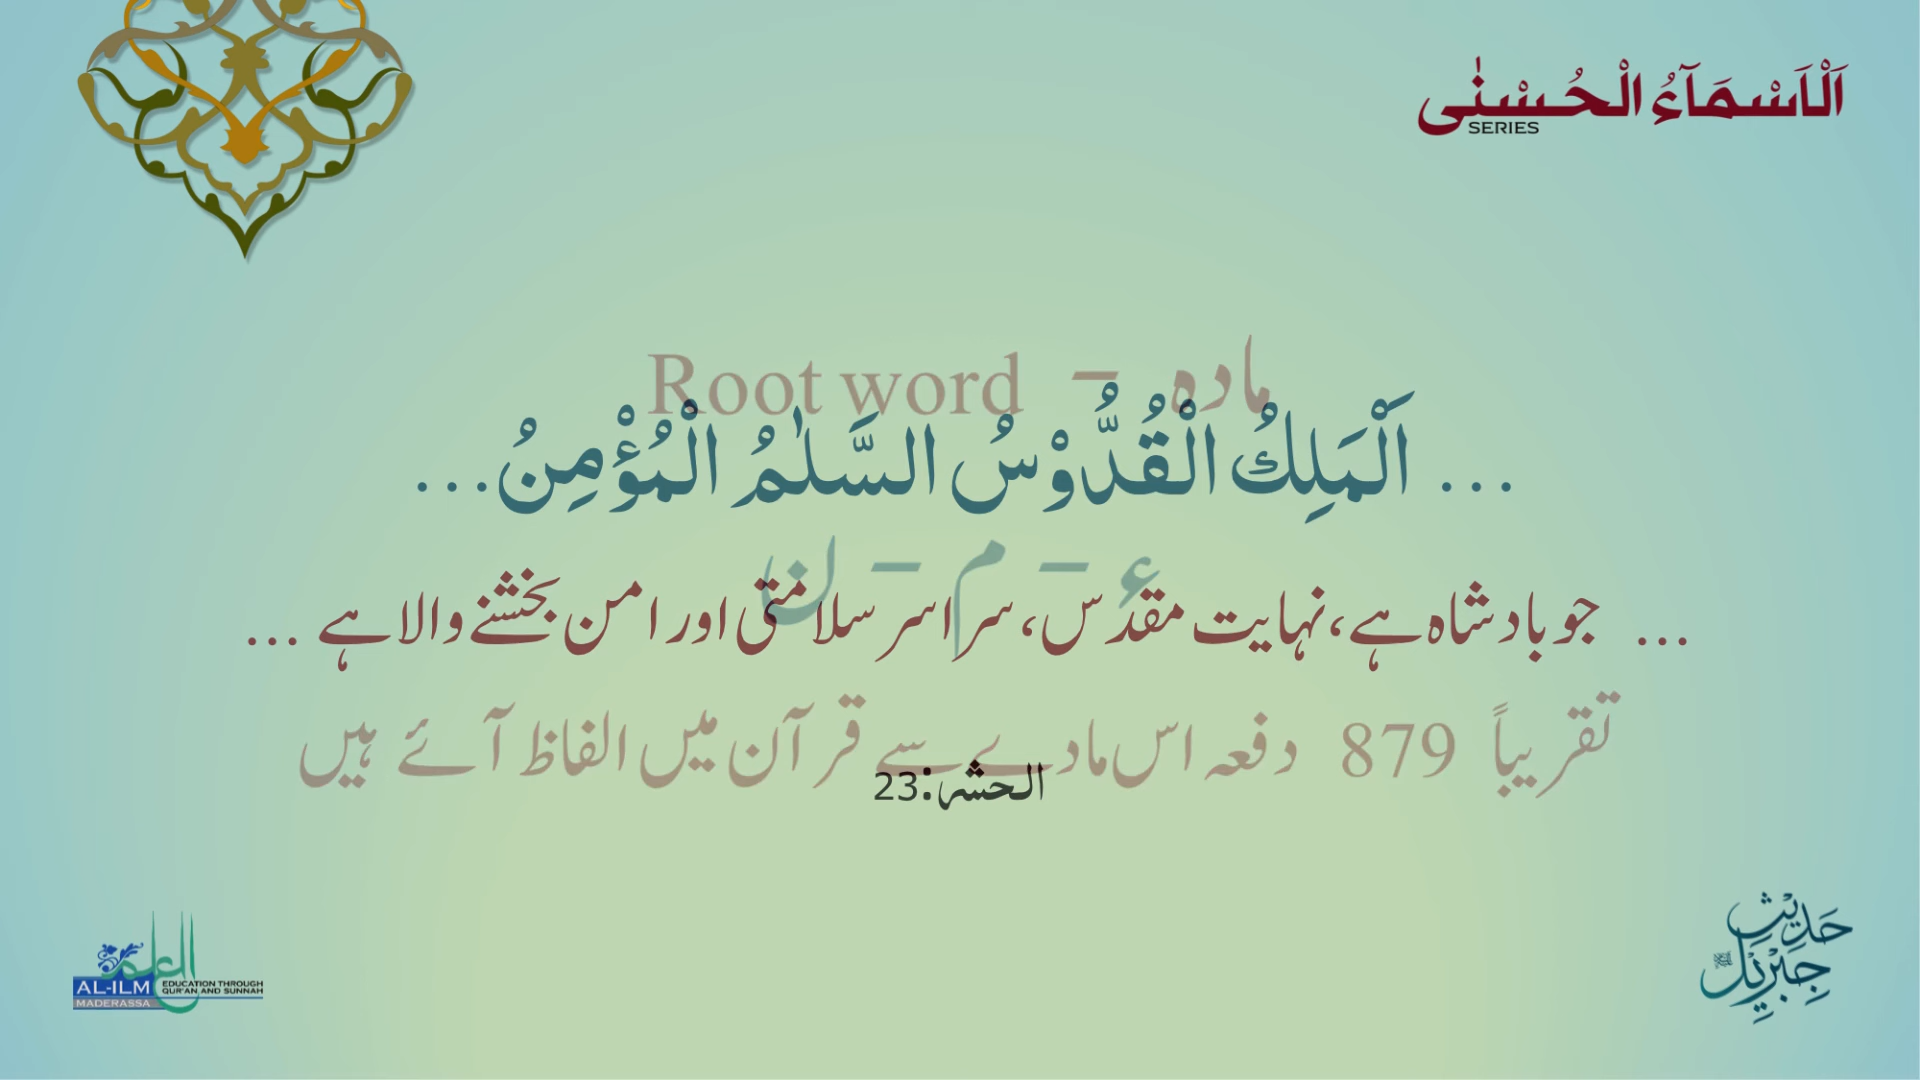 اَلْاَسْمَآءُ الْحُسْنٰی
SERIES
مادہ – Root word
... اَلْمَلِكُ الْقُدُّوْسُ السَّلٰمُ الْمُؤْمِنُ...
ء – م – ن
... جو بادشاہ ہے، نہایت مقدس، سراسر سلامتی اور امن بخشنے والا ہے ...
تقریباً 879 دفعہ اس مادے سے قرآن میں الفاظ آئے ہیں
الحشر:23
العلم
AL-ILM
MADERASSA
EDUCATION THROUGH
QUR'AN AND SUNNAH
حَدِیْثِ
جِبْرِیْل